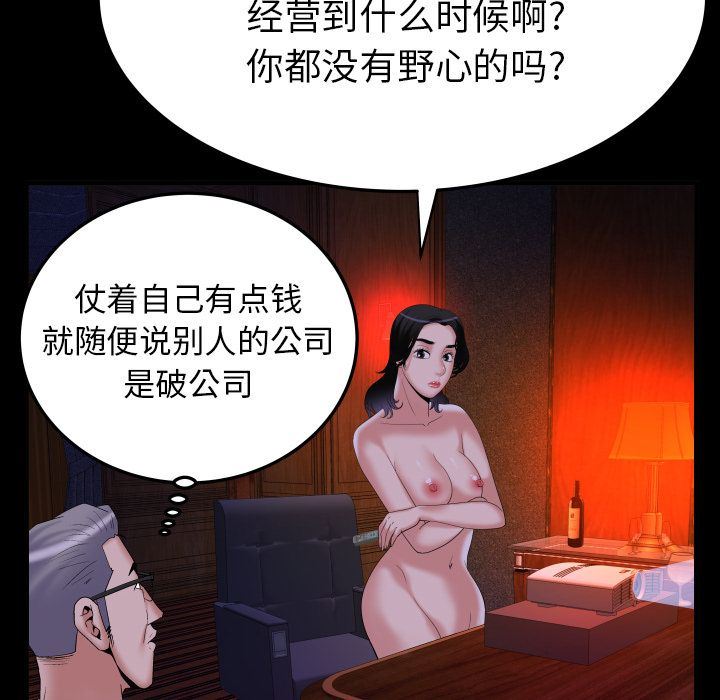 经营到什么时候啊?
你都没有野心的吗?
仗着自己有点钱
就随便说别人的公司
是破公司